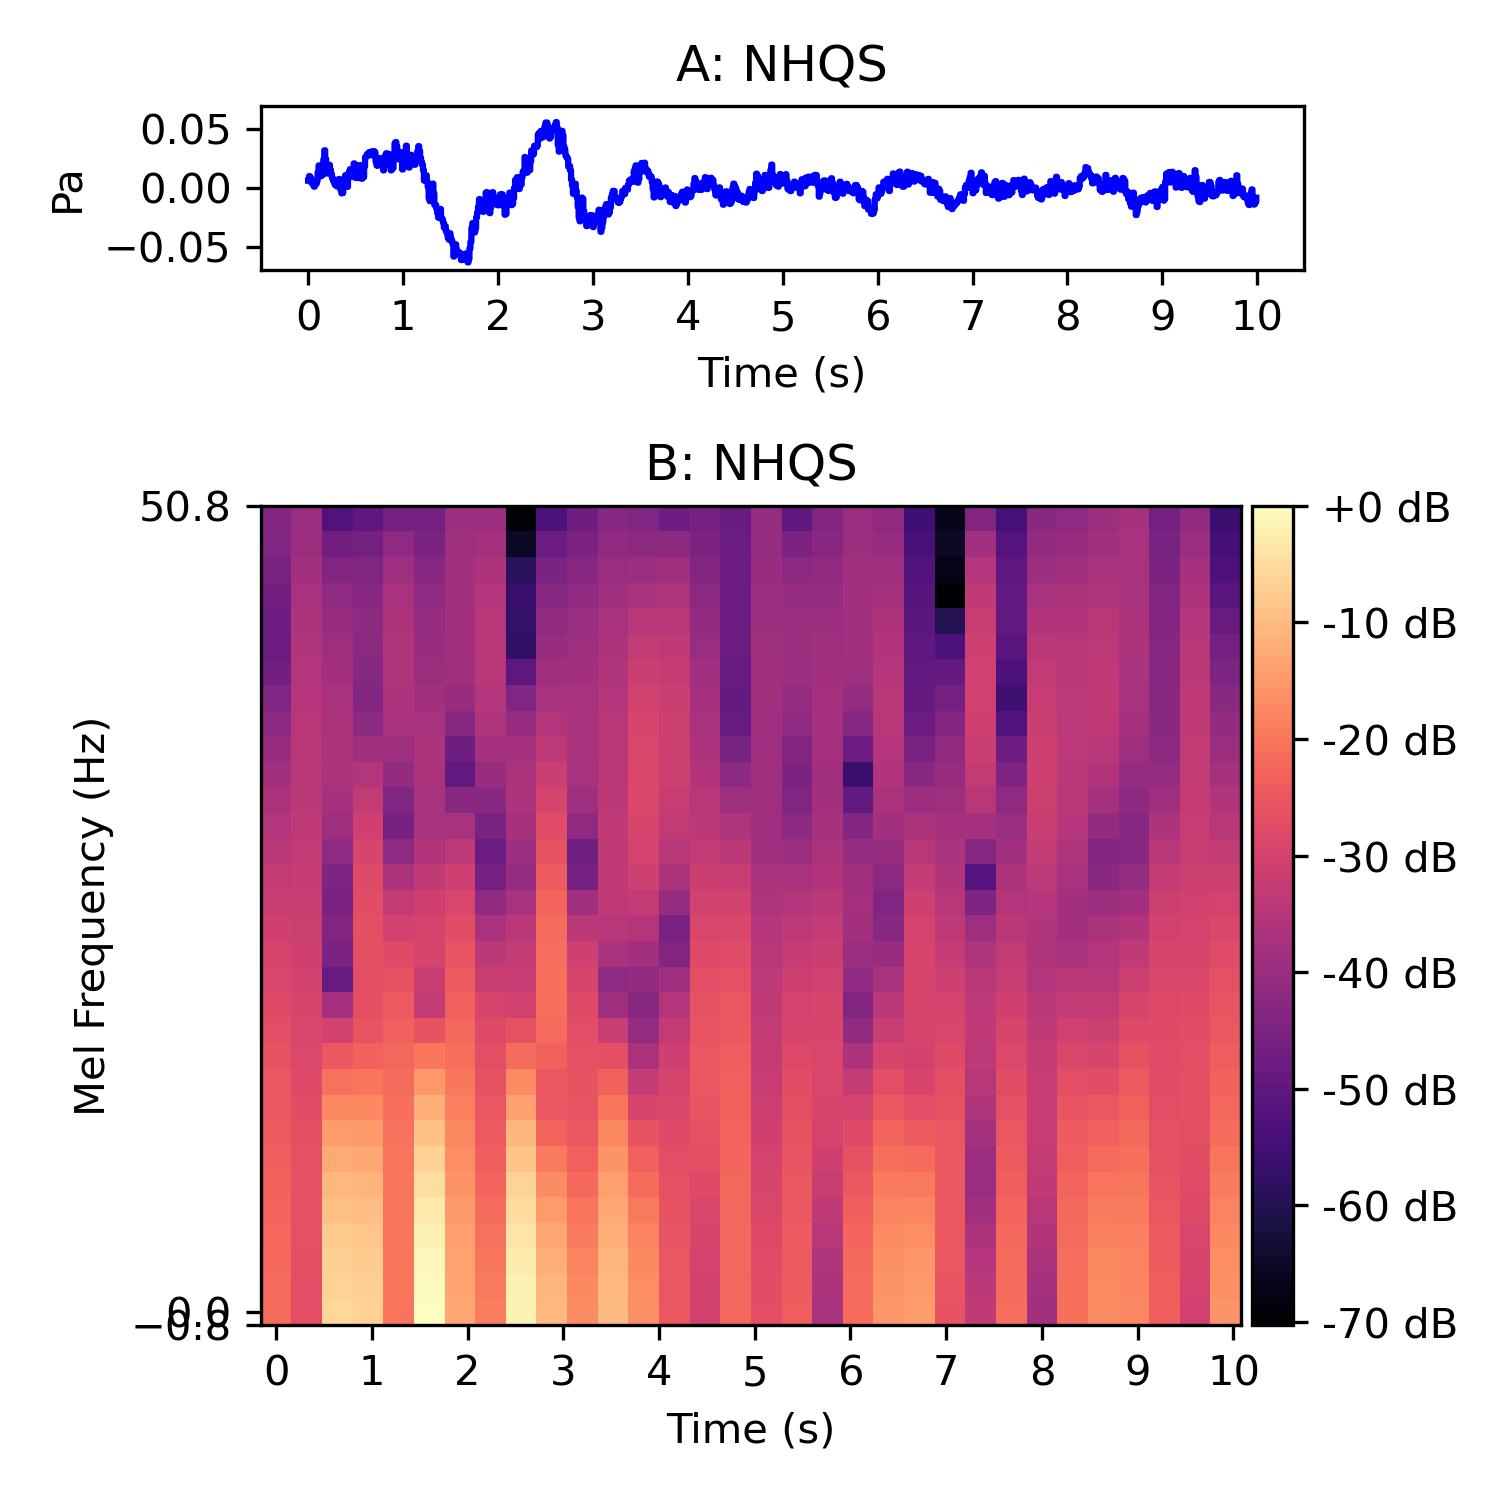 A: NHQS
0.05
0.00
−0.05
Pa
0 1 2 3 4 5 6 7 8 9 10
Time (s)
B: NHQS
50.8
0.0
−0.8
Mel Frequency (Hz)
0 1 2 3 4 5 6 7 8 9 10
Time (s)
+0 dB
-10 dB
-20 dB
-30 dB
-40 dB
-50 dB
-60 dB
-70 dB